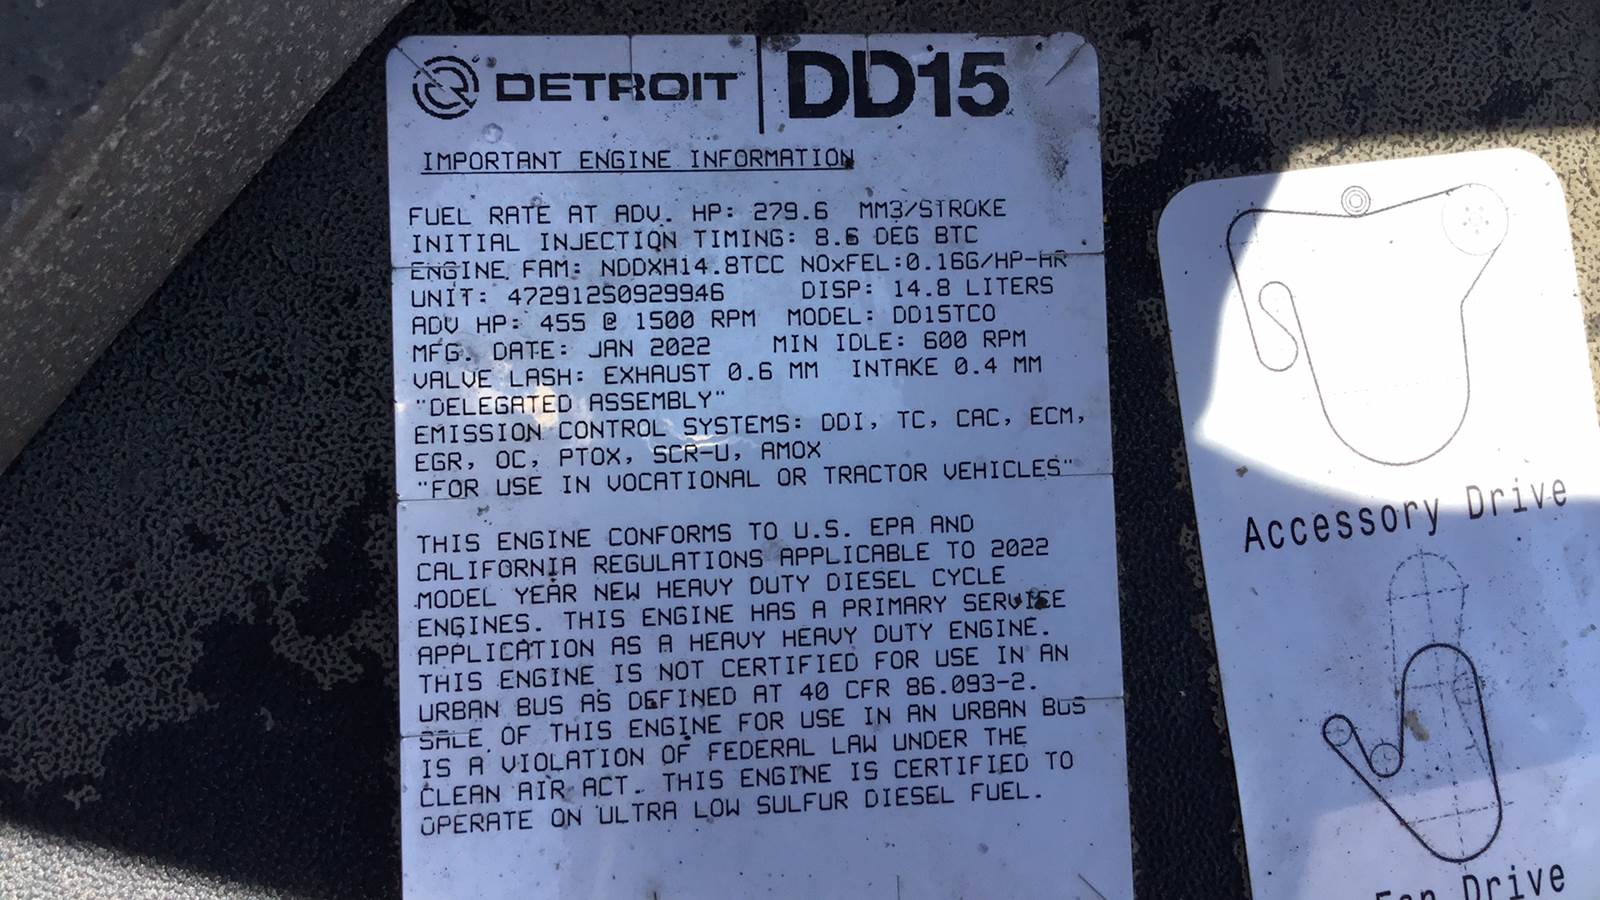 DETROIT DD15
IMPORTANT ENGINE INFORMATION
FUEL RATE AT ADV. HP: 279.6 MM3/STROKE
INITIAL INJECTION TIMING: 8.6 DEG BTC
ENGINE FAM: NDDXH14.8TCC NOxFEL:0.16G/HP-HR
UNIT: 472912S0929946 DISP: 14.8 LITERS
ADV HP: 455 @ 1500 RPM MODEL: DD15TCO
MFG. DATE: JAN 2022 MIN IDLE: 600 RPM
VALVE LASH: EXHAUST 0.6 MM INTAKE 0.4 MM
"DELEGATED ASSEMBLY"
EMISSION CONTROL SYSTEMS: DDI, TC, CAC, ECM,
EGR, OC, PTOX, SCR-U, AMOX
"FOR USE IN VOCATIONAL OR TRACTOR VEHICLES"
THIS ENGINE CONFORMS TO U.S. EPA AND
CALIFORNIA REGULATIONS APPLICABLE TO 2022
MODEL YEAR NEW HEAVY DUTY DIESEL CYCLE
ENGINES. THIS ENGINE HAS A PRIMARY SERVICE
APPLICATION AS A HEAVY HEAVY DUTY ENGINE.
THIS ENGINE IS NOT CERTIFIED FOR USE IN AN
URBAN BUS AS DEFINED AT 40 CFR 86.093-2.
SALE OF THIS ENGINE FOR USE IN AN URBAN BUS
IS A VIOLATION OF FEDERAL LAW UNDER THE
CLEAN AIR ACT. THIS ENGINE IS CERTIFIED TO
OPERATE ON ULTRA LOW SULFUR DIESEL FUEL.
Accessory Drive
Fan Drive